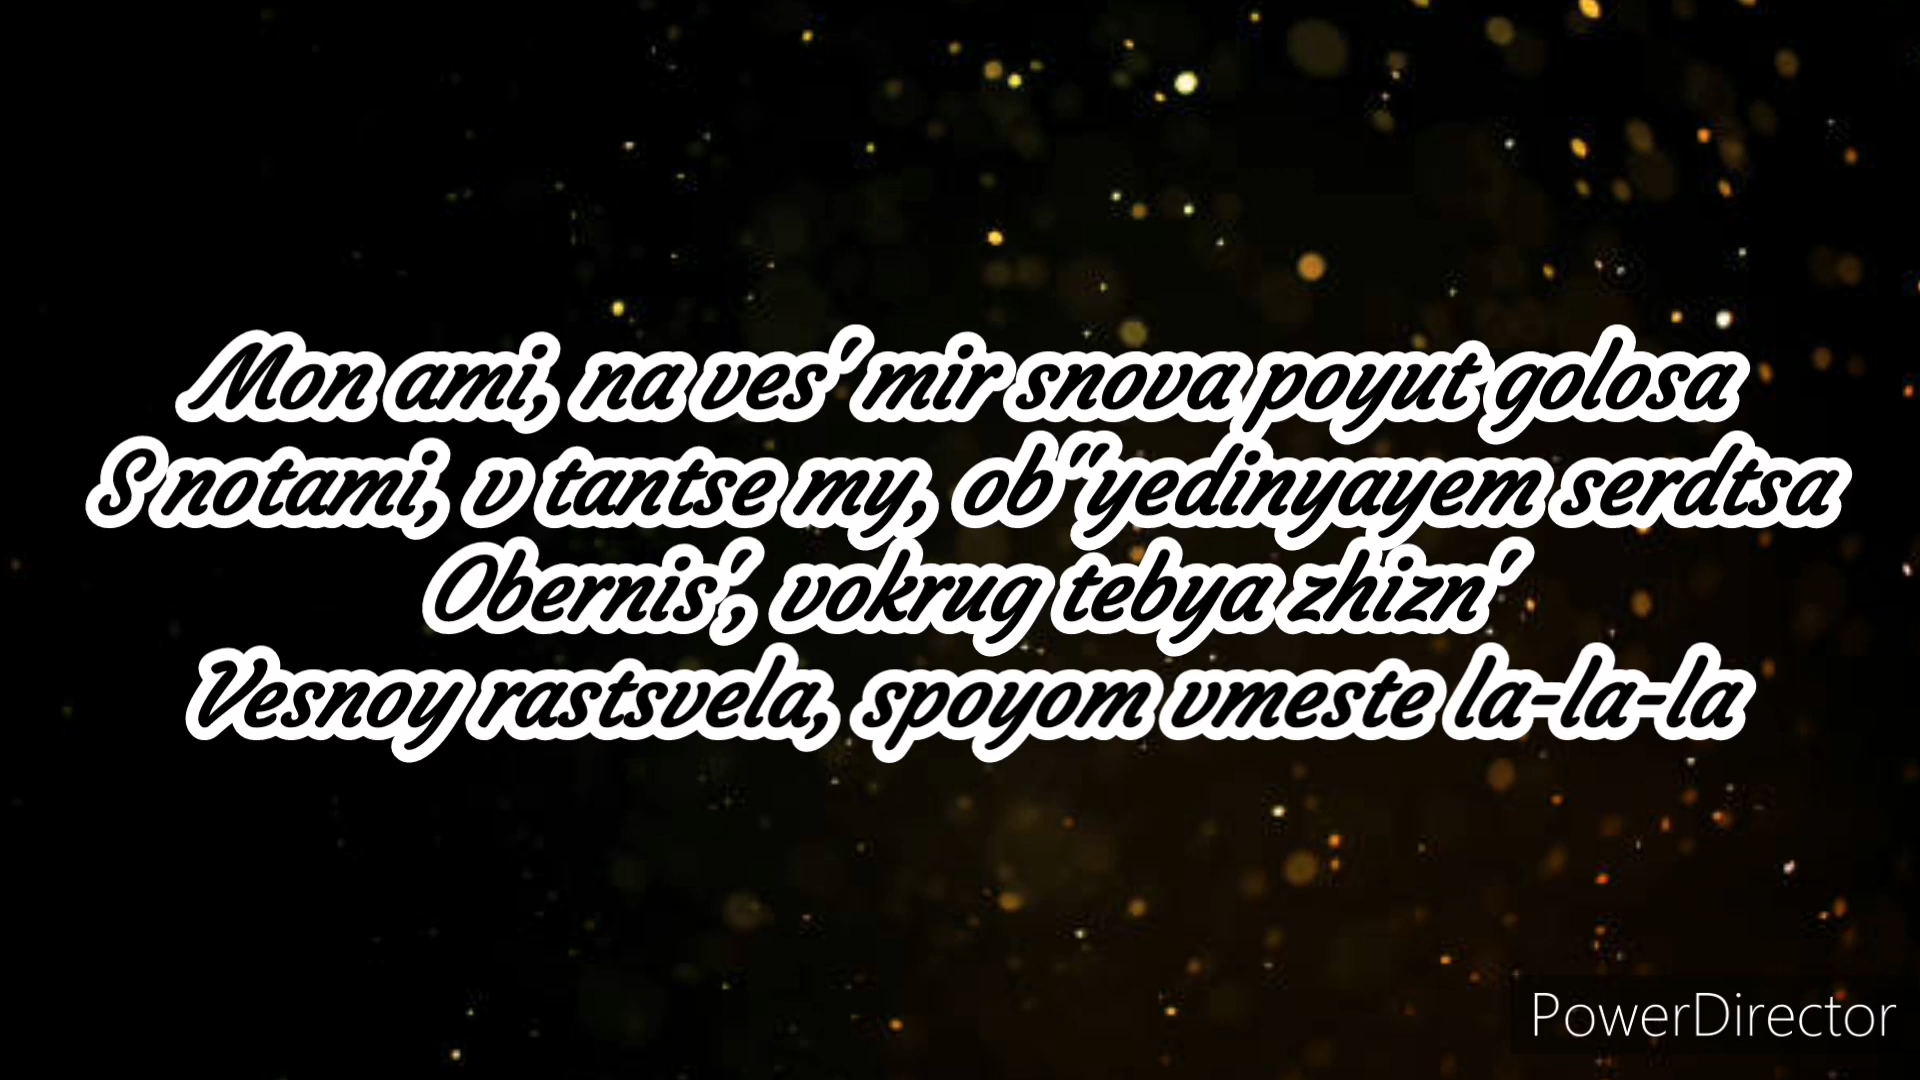 Mon ami, na ves' mir snova poyut golosa
S notami, v tantse my, ob"yedinyayem serdtsa
Obernis', vokrug tebya zhizn'
Vesnoy rastsvela, spoyom vmeste la-la-la
PowerDirector